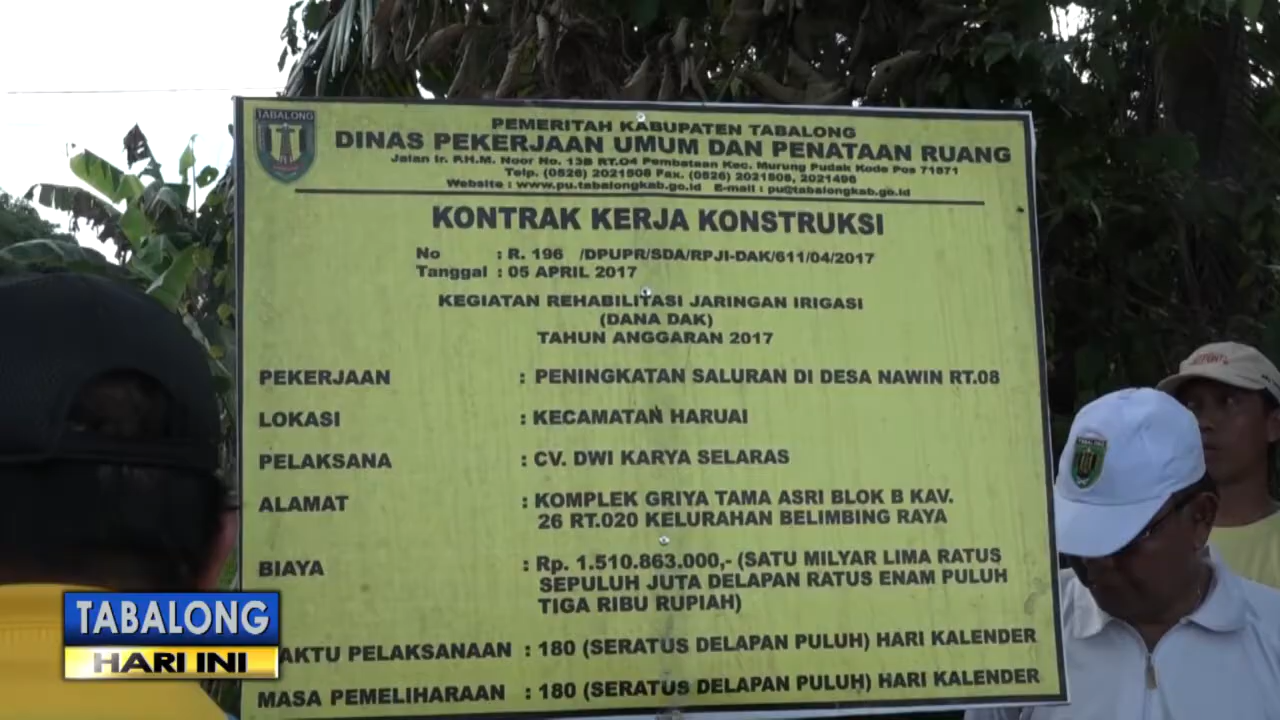 TABALONG
PEMERITAH KABUPATEN TABALONG
DINAS PEKERJAAN UMUM DAN PENATAAN RUANG
Jalan Ir. P.H.M. Noor No. 13B RT.04 Pembataan Kec. Murung Pudak Kode Pos 71571
Telp. (0526) 2021508 Fax. (0526) 2021508, 2021496
Website : www.pu.tabalongkab.go.id E-mail : pu@tabalongkab.go.id
KONTRAK KERJA KONSTRUKSI
No : R. 196 /DPUPR/SDA/RPJI-DAK/611/04/2017
Tanggal : 05 APRIL 2017
KEGIATAN REHABILITASI JARINGAN IRIGASI
(DANA DAK)
TAHUN ANGGARAN 2017
PEKERJAAN : PENINGKATAN SALURAN DI DESA NAWIN RT.08
LOKASI : KECAMATAN HARUAI
PELAKSANA : CV. DWI KARYA SELARAS
ALAMAT : KOMPLEK GRIYA TAMA ASRI BLOK B KAV.
26 RT.020 KELURAHAN BELIMBING RAYA
BIAYA : Rp. 1.510.863.000,- (SATU MILYAR LIMA RATUS
SEPULUH JUTA DELAPAN RATUS ENAM PULUH
TIGA RIBU RUPIAH)
AKTU PELAKSANAAN : 180 (SERATUS DELAPAN PULUH) HARI KALENDER
MASA PEMELIHARAAN : 180 (SERATUS DELAPAN PULUH) HARI KALENDER
TABALONG
TABALONG
HARI INI